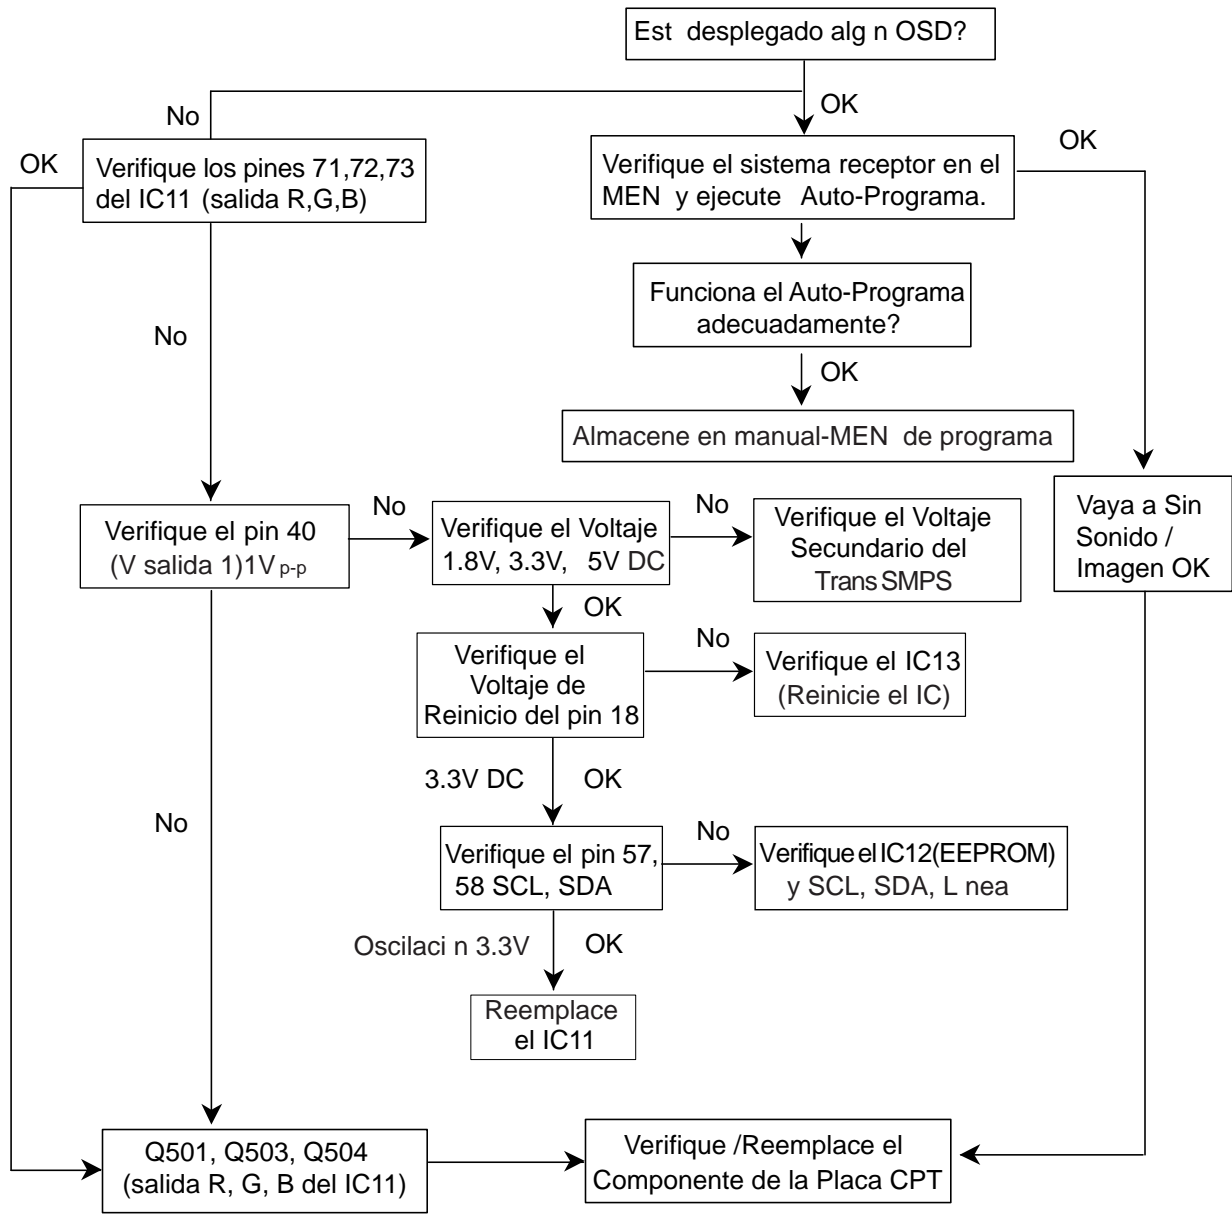 Est desplegado alg n OSD?
No
OK
OK
Verifique los pines 71,72,73
del IC11 (salida R,G,B)
Verifique el sistema receptor en el
MEN y ejecute Auto-Programa.
OK
Funciona el Auto-Programa
adecuadamente?
No
OK
Almacene en manual-MEN de programa
Verifique el pin 40
(V salida 1)1V p-p
No
Verifique el Voltaje
1.8V, 3.3V, 5V DC
No
Verifique el Voltaje
Secundario del
Trans SMPS
Vaya a Sin
Sonido /
Imagen OK
OK
Verifique el
Voltaje de
Reinicio del pin 18
No
Verifique el IC13
(Reinicie el IC)
3.3V DC
OK
No
Verifique el pin 57,
58 SCL, SDA
No
Verifique el IC12(EEPROM)
y SCL, SDA, L nea
Oscilaci n 3.3V
OK
Reemplace
el IC11
Q501, Q503, Q504
(salida R, G, B del IC11)
Verifique /Reemplace el
Componente de la Placa CPT